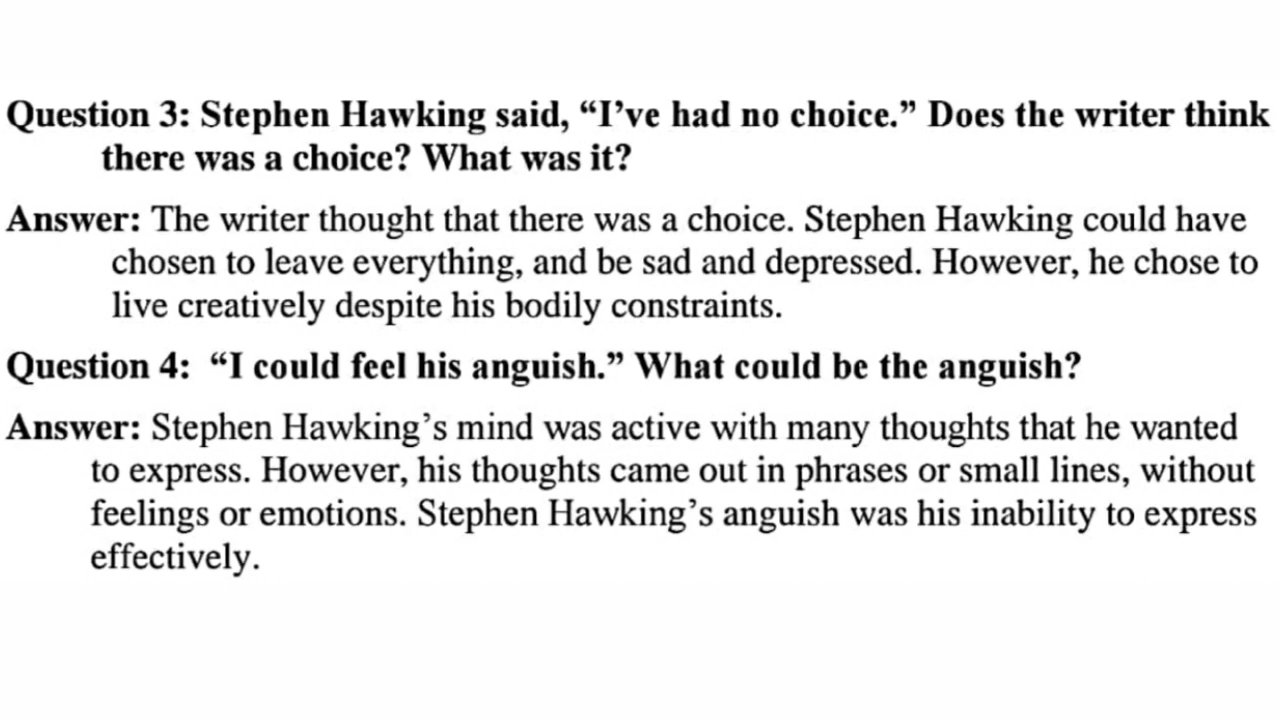 Question 3: Stephen Hawking said, “I’ve had no choice.” Does the writer think
there was a choice? What was it?
Answer: The writer thought that there was a choice. Stephen Hawking could have
chosen to leave everything, and be sad and depressed. However, he chose to
live creatively despite his bodily constraints.
Question 4: “I could feel his anguish.” What could be the anguish?
Answer: Stephen Hawking’s mind was active with many thoughts that he wanted
to express. However, his thoughts came out in phrases or small lines, without
feelings or emotions. Stephen Hawking’s anguish was his inability to express
effectively.